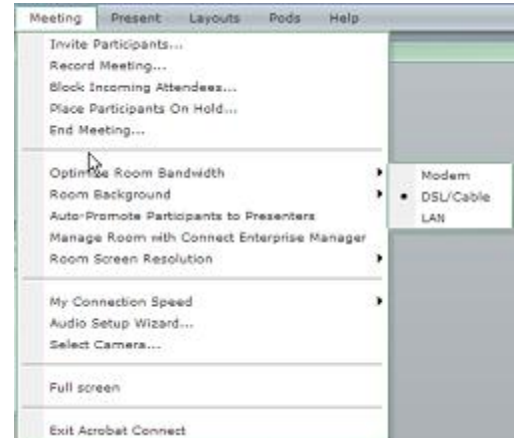 Meeting Present Layouts Pods Help
Invite Participants...
Record Meeting...
Block Incoming Attendees...
Place Participants On Hold...
End Meeting...
Optimize Room Bandwidth
Room Background
Auto-Promote Participants to Presenters
Manage Room with Connect Enterprise Manager
Room Screen Resolution
My Connection Speed
Audio Setup Wizard...
Select Camera...
Full screen
Exit Acrobat Connect
Modem
DSL/Cable
LAN